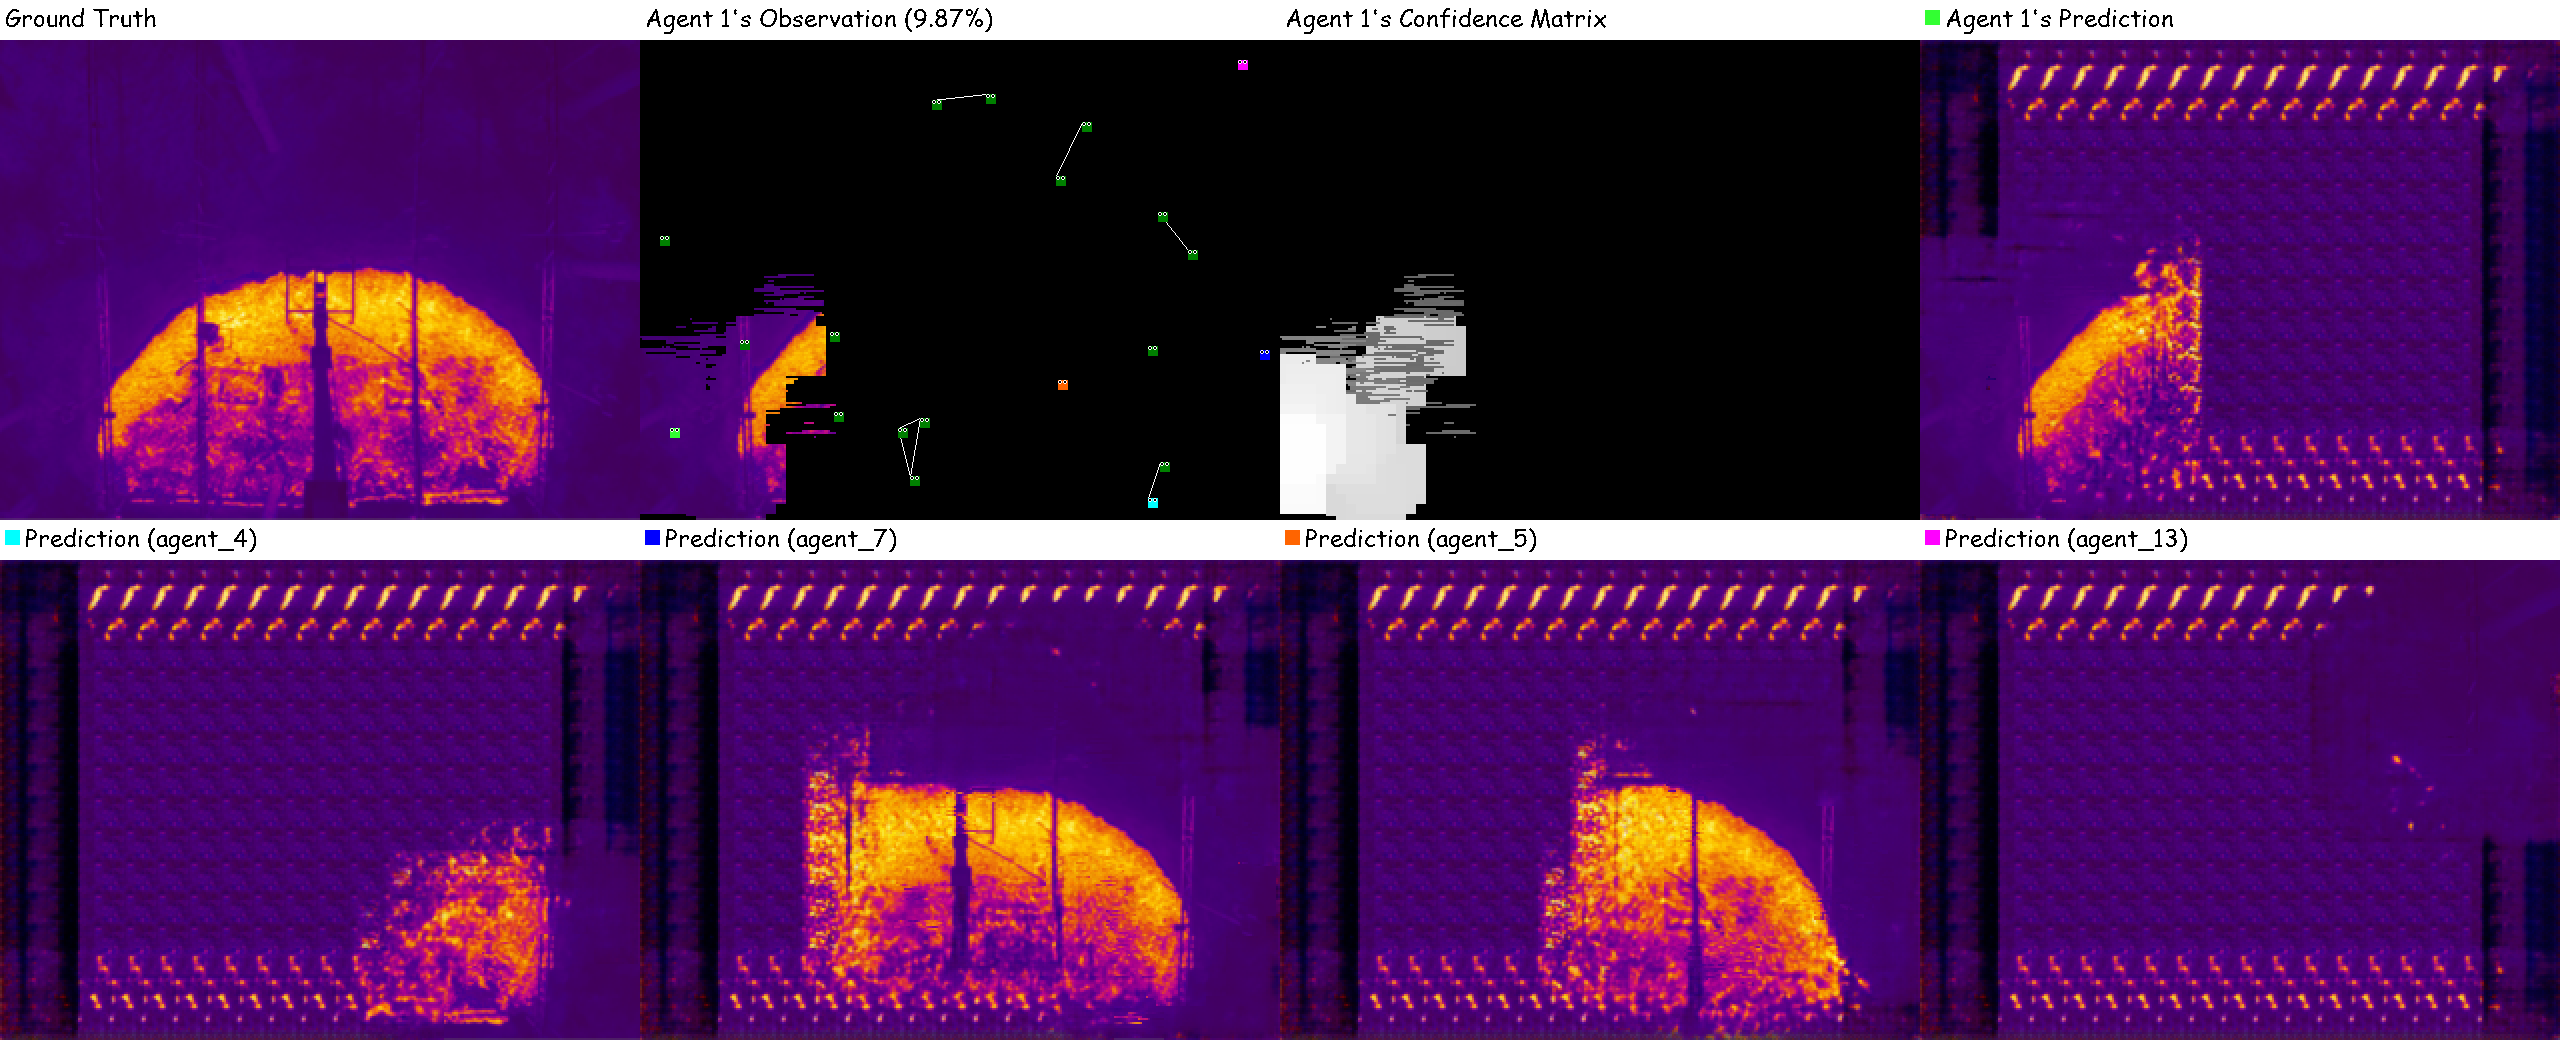 Ground Truth
Agent 1's Observation (9.87%)
Agent 1's Confidence Matrix
Agent 1's Prediction
Prediction (agent_4)
Prediction (agent_7)
Prediction (agent_5)
Prediction (agent_13)